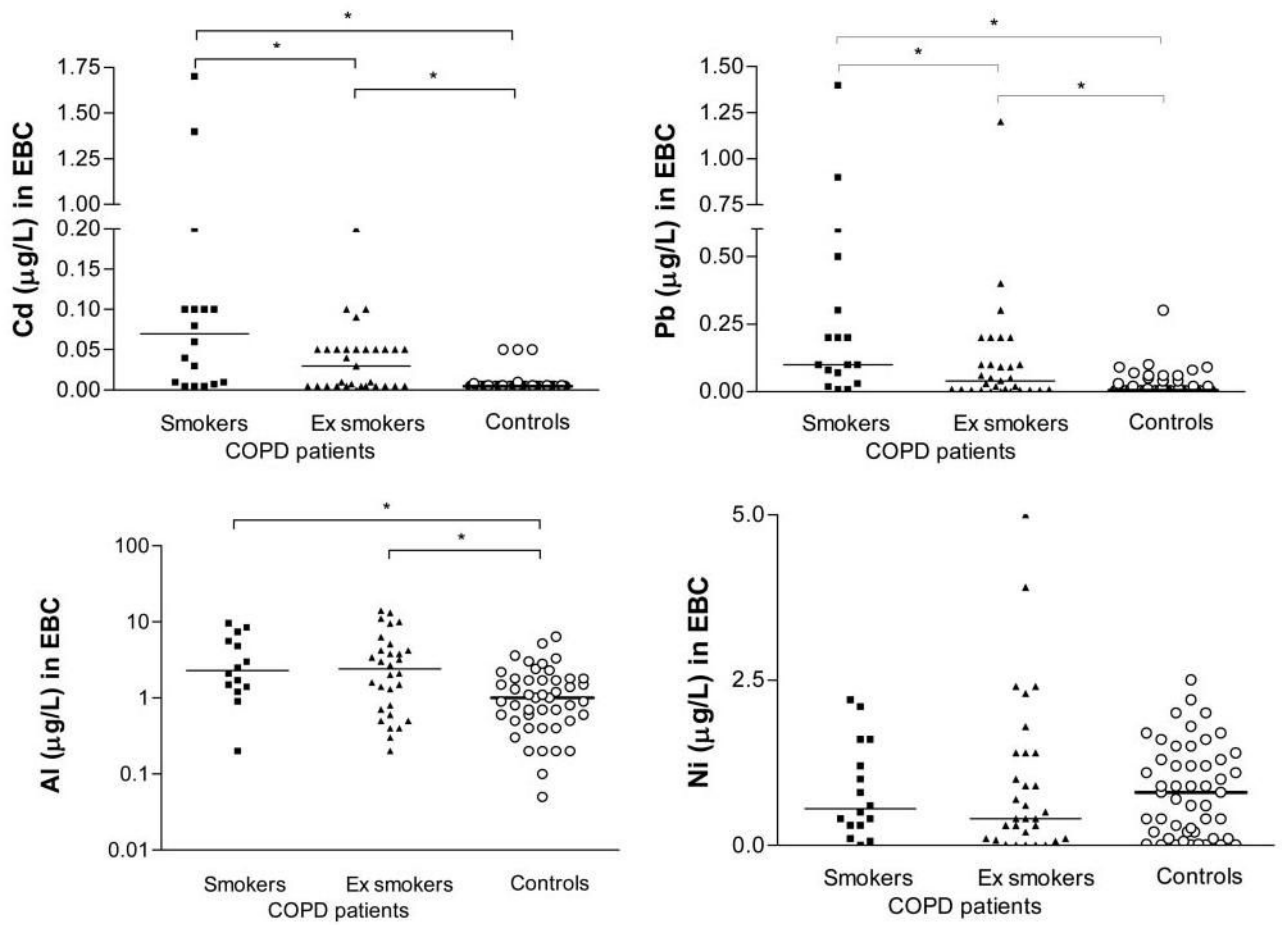 * * *
Cd (µg/L) in EBC
1.75
1.50
1.25
1.00
0.20
0.15
0.10
0.05
0.00
Smokers Ex smokers Controls
COPD patients
* * *
Pb (µg/L) in EBC
1.50
1.25
1.00
0.75
0.50
0.25
0.00
Smokers Ex smokers Controls
COPD patients
* *
Al (µg/L) in EBC
100
10
1
0.1
0.01
Smokers Ex smokers Controls
COPD patients
Ni (µg/L) in EBC
5.0
2.5
0.0
Smokers Ex smokers Controls
COPD patients